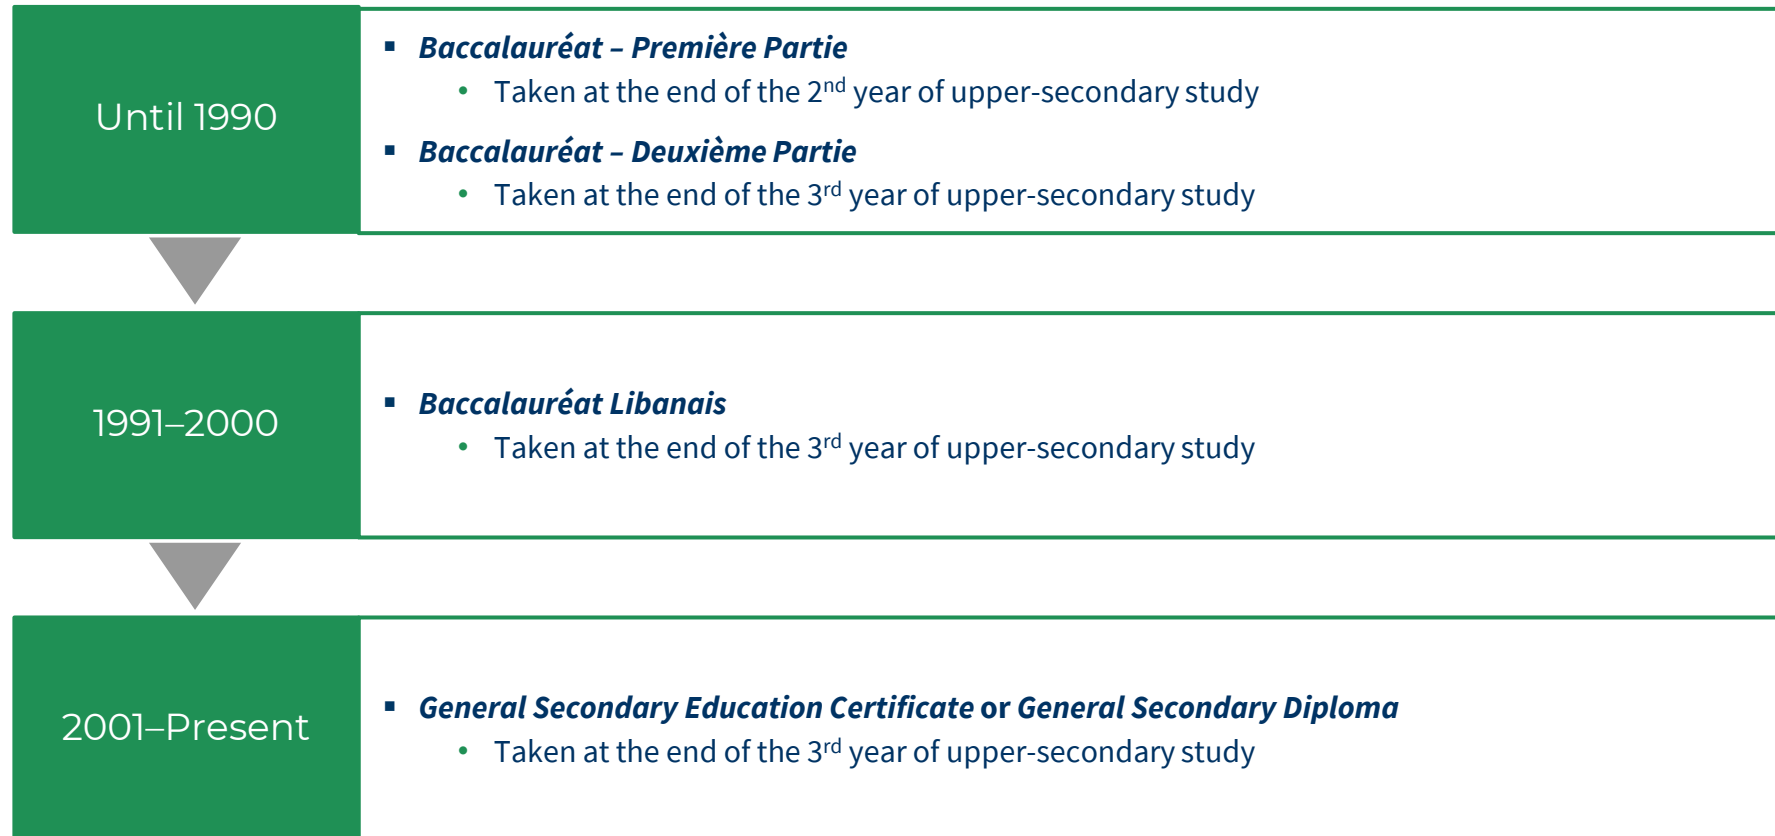 Until 1990
▪ Baccalauréat – Première Partie
• Taken at the end of the 2nd year of upper-secondary study
▪ Baccalauréat – Deuxième Partie
• Taken at the end of the 3rd year of upper-secondary study
1991–2000
▪ Baccalauréat Libanais
• Taken at the end of the 3rd year of upper-secondary study
2001–Present
▪ General Secondary Education Certificate or General Secondary Diploma
• Taken at the end of the 3rd year of upper-secondary study